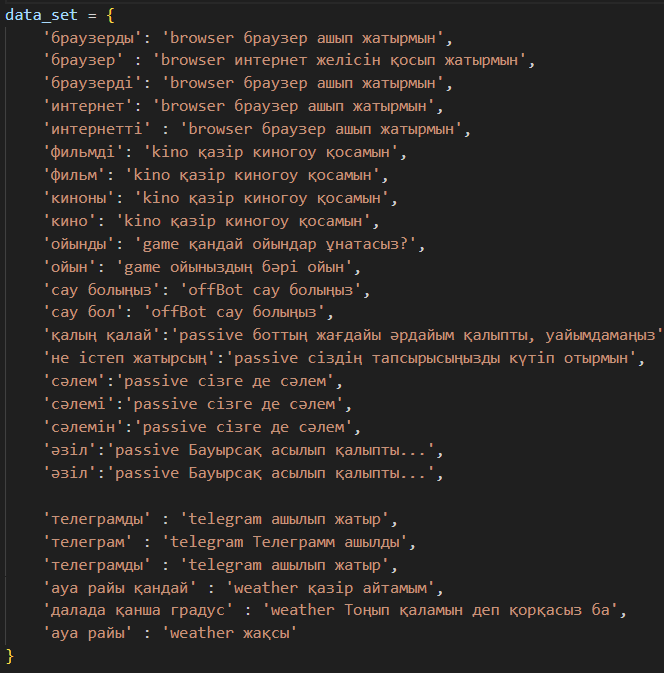 data_set = {
'браузерды': 'browser браузер ашып жатырмын',
'браузер' : 'browser интернет желісін қосып жатырмын',
'браузерді': 'browser браузер ашып жатырмын',
'интернет': 'browser браузер ашып жатырмын',
'интернетті' : 'browser браузер ашып жатырмын',
'фильмді': 'kino қазір киногоу қосамын',
'фильм': 'kino қазір киногоу қосамын',
'киноны': 'kino қазір киногоу қосамын',
'кино': 'kino қазір киногоу қосамын',
'ойынды': 'game қандай ойындар ұнатасыз?',
'ойын': 'game ойыныздың бәрі ойын',
'сау болыңыз': 'offBot сау болыңыз',
'сау бол': 'offBot сау болыңыз',
'қалың қалай':'passive боттың жағдайы әрдайым қалыпты, уайымдамаңыз'
'не істеп жатырсың':'passive сіздің тапсырысыңызды күтіп отырмын',
'сәлем':'passive сізге де сәлем',
'сәлемі':'passive сізге де сәлем',
'сәлемін':'passive сізге де сәлем',
'әзіл':'passive Бауырсақ асылып қалыпты...',
'әзіл':'passive Бауырсақ асылып қалыпты...',
'телеграмды' : 'telegram ашылып жатыр',
'телеграм' : 'telegram Телеграмм ашылды',
'телеграмды' : 'telegram ашылып жатыр',
'ауа райы қандай' : 'weather қазір айтамым',
'далада қанша градус' : 'weather Тоңып қаламын деп қорқасыз ба',
'ауа райы' : 'weather жақсы'
}